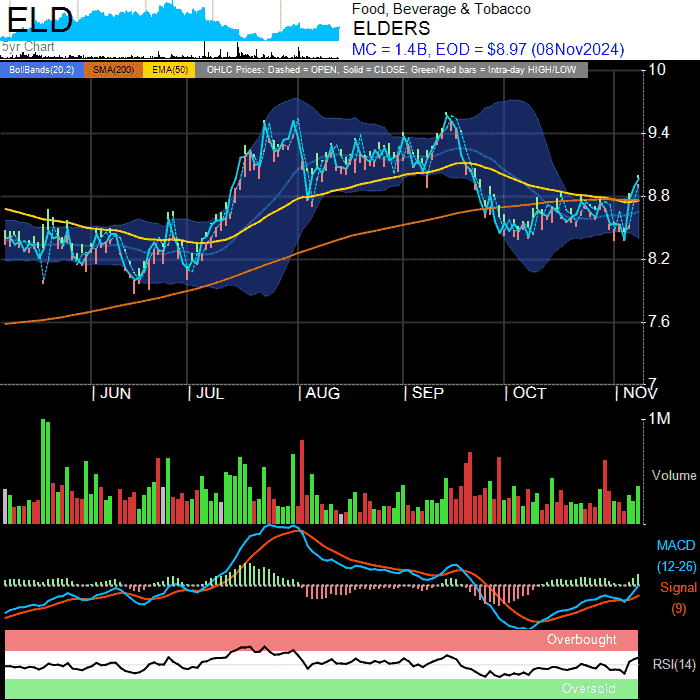 ELD
5yr Chart
Food, Beverage & Tobacco
ELDERS
MC = 1.4B, EOD = $8.97 (08Nov2024)
BollBands(20,2) SMA(200) EMA(50) OHLC Prices: Dashed = OPEN, Solid = CLOSE, Green/Red bars = Intra-day HIGH/LOW
10
9.4
8.8
8.2
7.6
7
| JUN | JUL | AUG | SEP | OCT | NOV
1M
Volume
MACD
(12-26)
Signal
(9)
Overbought
RSI(14)
Oversold